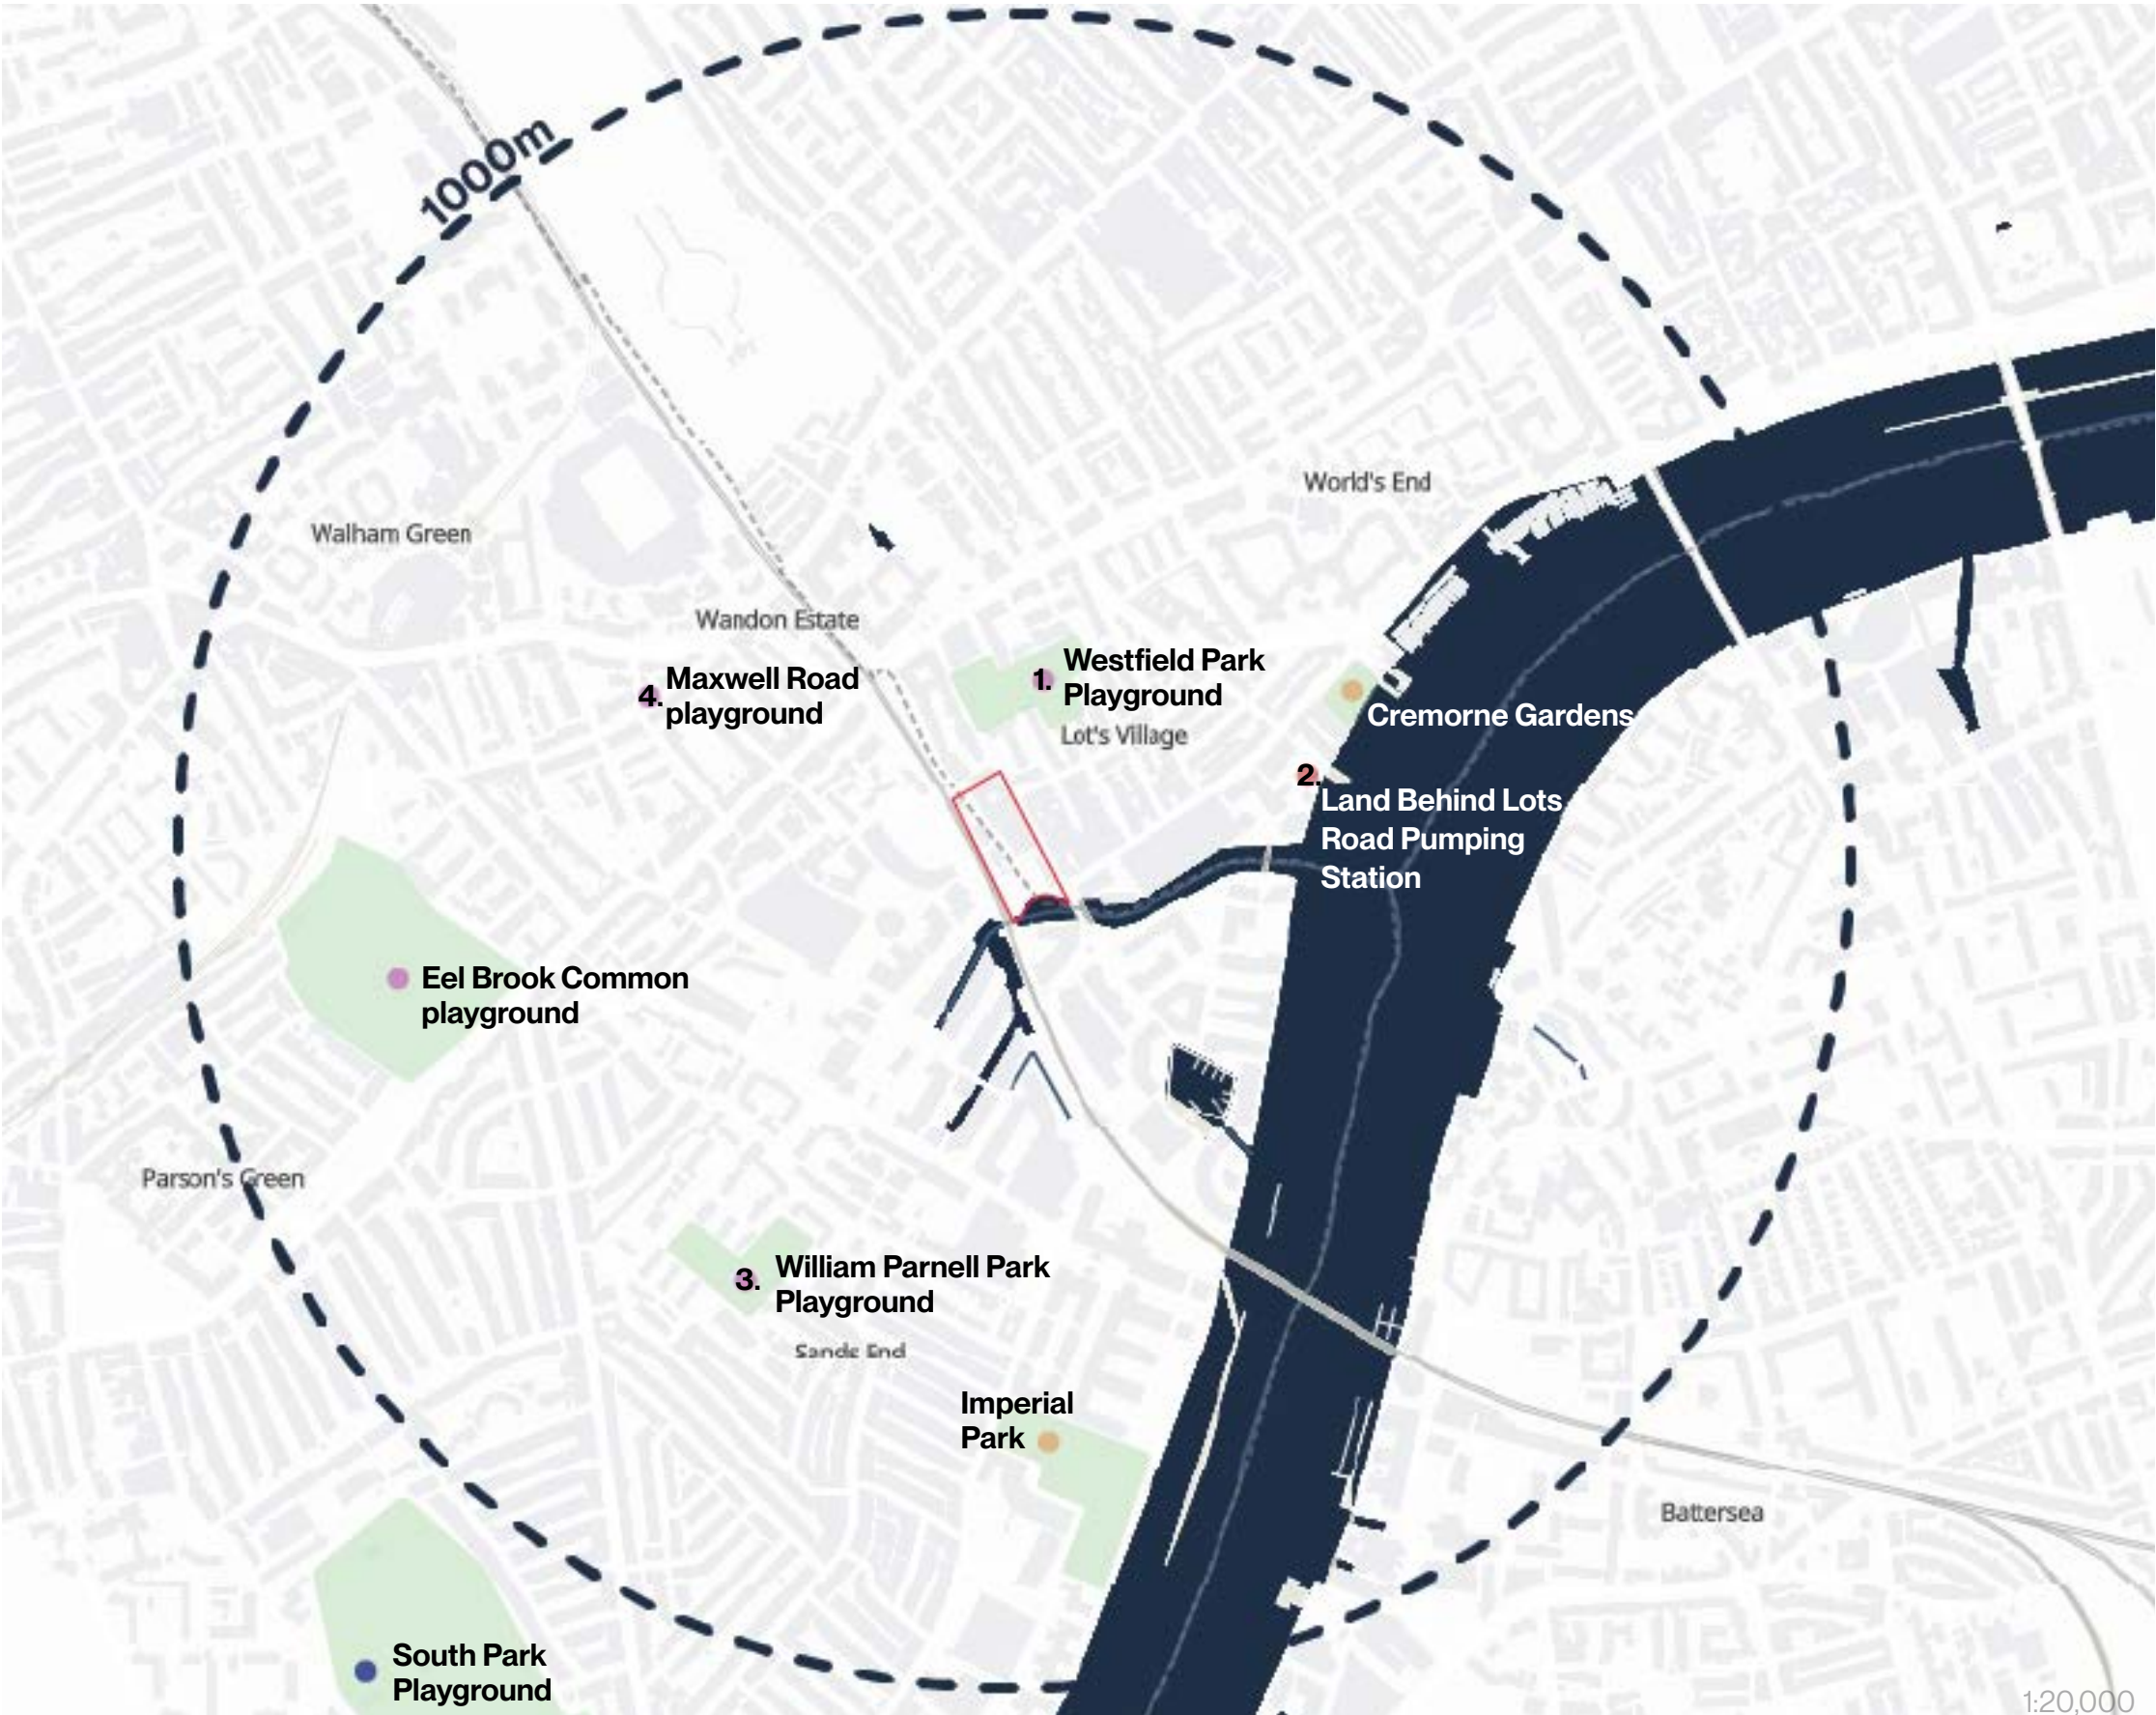 1000m
World's End
Walham Green
Wandon Estate
4. Maxwell Road
playground
1. Westfield Park
Playground
Lot's Village
Cremorne Gardens
2.
Land Behind Lots
Road Pumping
Station
Eel Brook Common
playground
Parson's Green
3. William Parnell Park
Playground
Sands End
Imperial
Park
Battersea
South Park
Playground
1:20,000